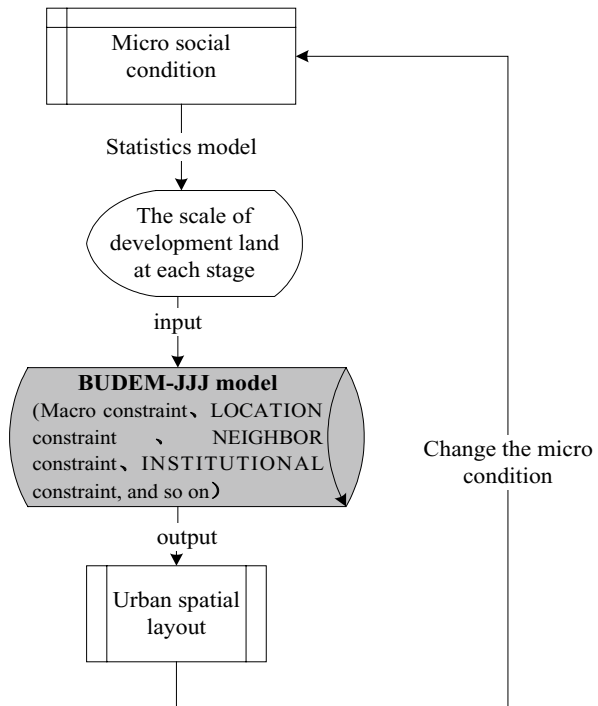 Micro social
condition
Statistics model
The scale of
development land
at each stage
input
BUDEM-JJJ model
(Macro constraint、LOCATION
constraint 、 NEIGHBOR
constraint、INSTITUTIONAL
constraint, and so on）
Change the micro
condition
output
Urban spatial
layout